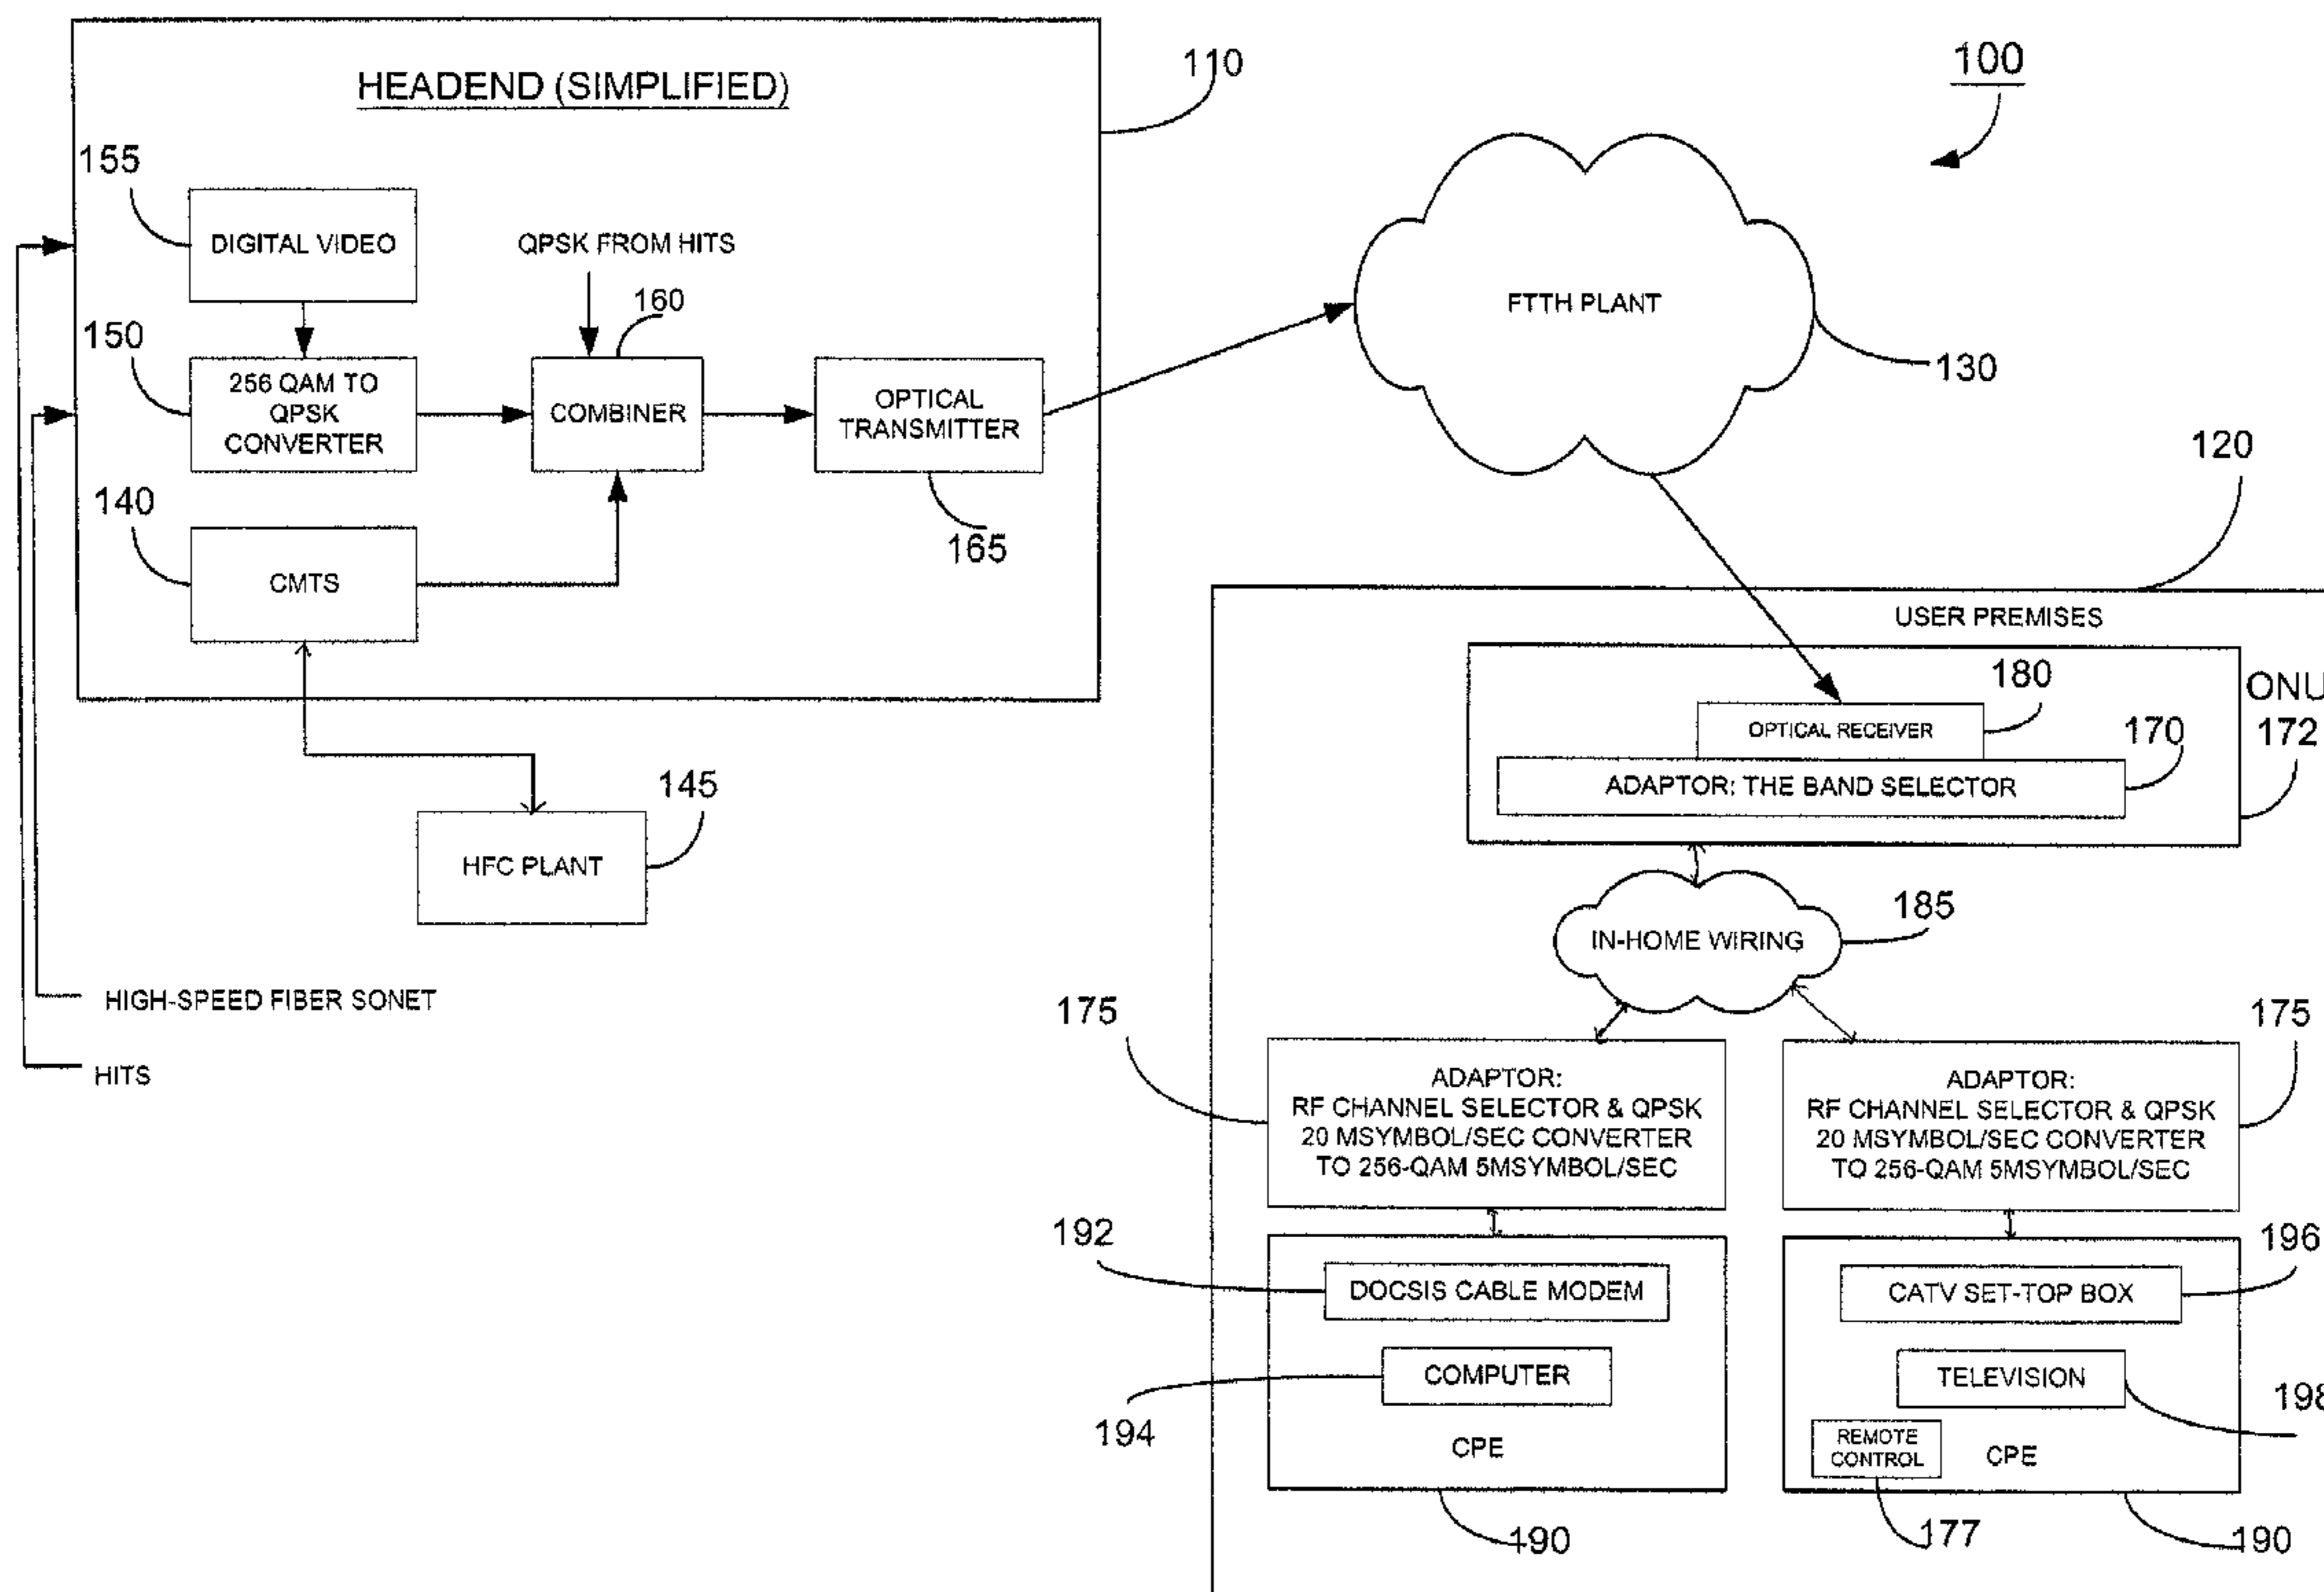 HEADEND (SIMPLIFIED)
110
100
155
DIGITAL VIDEO
QPSK FROM HITS
160
150
256 QAM TO
QPSK
CONVERTER
COMBINER
OPTICAL
TRANSMITTER
165
140
CMTS
FTTH PLANT
130
120
145
HFC PLANT
HIGH-SPEED FIBER SONET
HITS
USER PREMISES
180
ONU
172
OPTICAL RECEIVER
170
ADAPTOR: THE BAND SELECTOR
185
IN-HOME WIRING
175
ADAPTOR:
RF CHANNEL SELECTOR & QPSK
20 MSYMBOL/SEC CONVERTER
TO 256-QAM 5MSYMBOL/SEC
175
ADAPTOR:
RF CHANNEL SELECTOR & QPSK
20 MSYMBOL/SEC CONVERTER
TO 256-QAM 5MSYMBOL/SEC
192
DOCSIS CABLE MODEM
COMPUTER
194
CPE
190
196
CATV SET-TOP BOX
TELEVISION
198
REMOTE
CONTROL
CPE
177
190